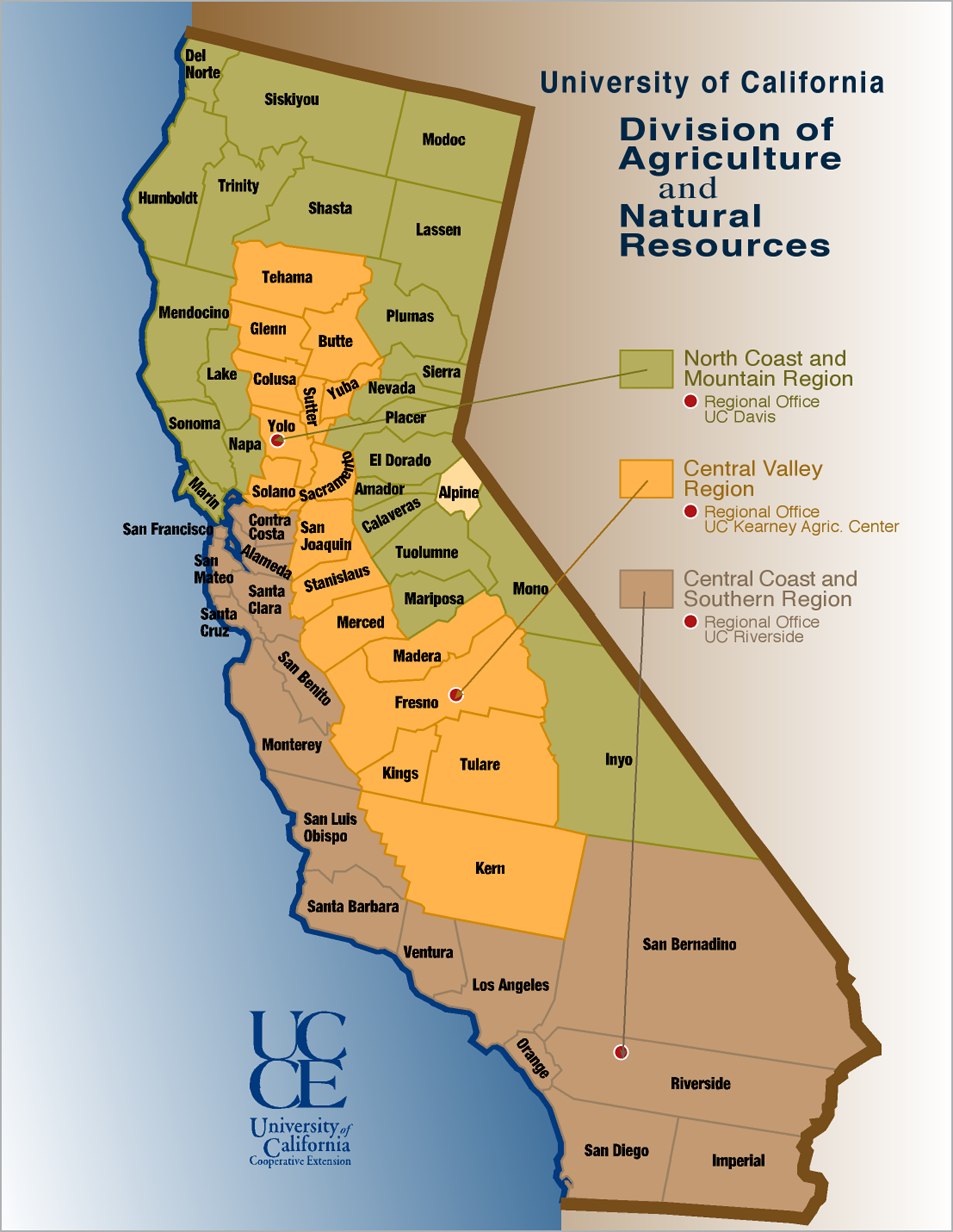 University of California
Division of
Agriculture
and
Natural
Resources
North Coast and
Mountain Region
Regional Office
UC Davis
Central Valley
Region
Regional Office
UC Kearney Agric. Center
Central Coast and
Southern Region
Regional Office
UC Riverside
Del
Norte
Siskiyou
Modoc
Humboldt
Trinity
Shasta
Lassen
Tehama
Mendocino
Glenn
Butte
Plumas
Lake
Colusa
Sutter
Yuba
Nevada
Sierra
Placer
Sonoma
Napa
Yolo
El Dorado
Marin
Solano
Sacramento
Amador
Alpine
San Francisco
Contra
Costa
San
Joaquin
Calaveras
Tuolumne
Alameda
San
Mateo
Stanislaus
Mono
Santa
Clara
Mariposa
Santa
Cruz
Merced
Madera
San Benito
Fresno
Monterey
Kings
Tulare
Inyo
San Luis
Obispo
Kern
Santa Barbara
Ventura
San Bernadino
Los Angeles
Orange
Riverside
San Diego
Imperial
UC
CE
University of
California
Cooperative Extension